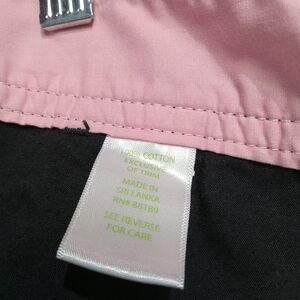 100% COTTON
EXCLUSIVE
OF TRIM
MADE IN
SRI LANKA
RN# 88189
SEE REVERSE
FOR CARE